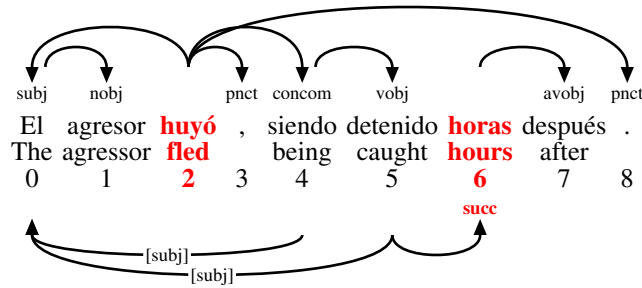 subj nobj pnct concom vobj avobj pnct
El agresor huyó , siendo detenido horas después .
The agressor fled being caught hours after
0 1 2 3 4 5 6 7 8
succ
[subj]
[subj]